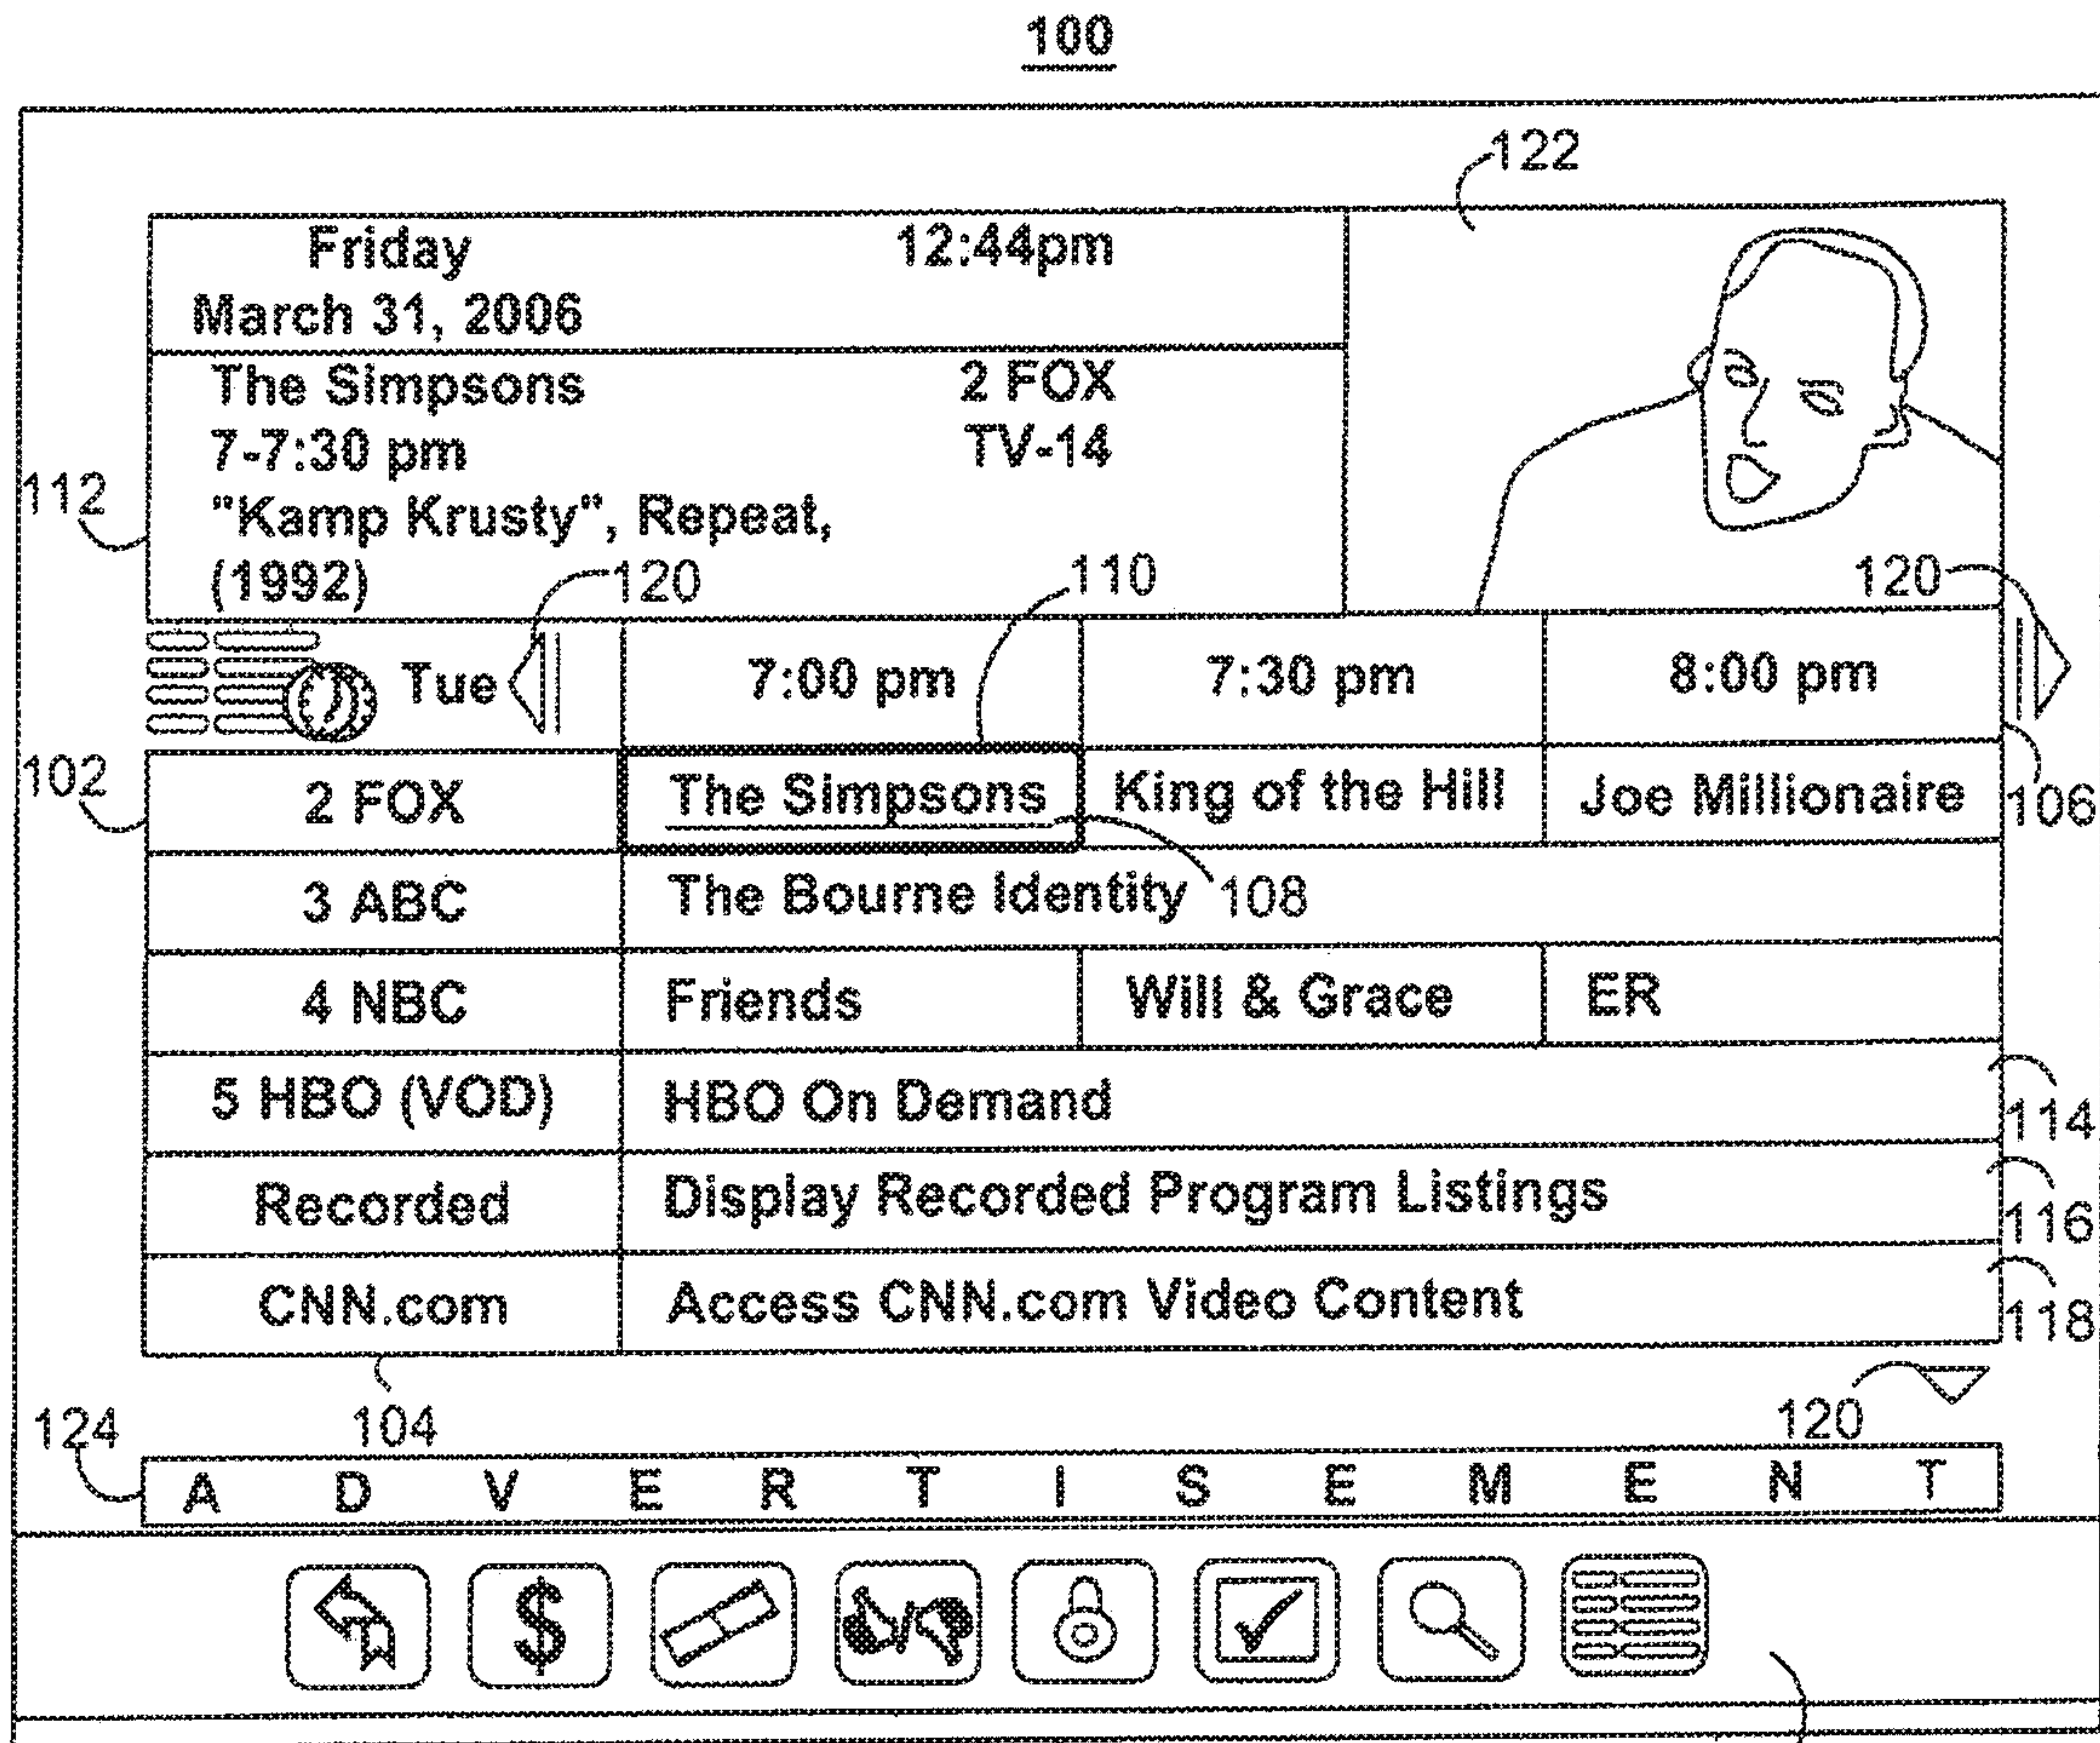 100
122
Friday 12:44pm
March 31, 2006
The Simpsons 2 FOX
7-7:30 pm TV-14
112
"Kamp Krusty", Repeat,
(1992) 120 110 120
Tue 7:00 pm 7:30 pm 8:00 pm
102
2 FOX The Simpsons King of the Hill Joe Millionaire 106
3 ABC The Bourne Identity 108
4 NBC Friends Will & Grace ER
5 HBO (VOD) HBO On Demand 114
Recorded Display Recorded Program Listings 116
CNN.com Access CNN.com Video Content 118
124 104 120
A D V E R T I S E M E N T
$